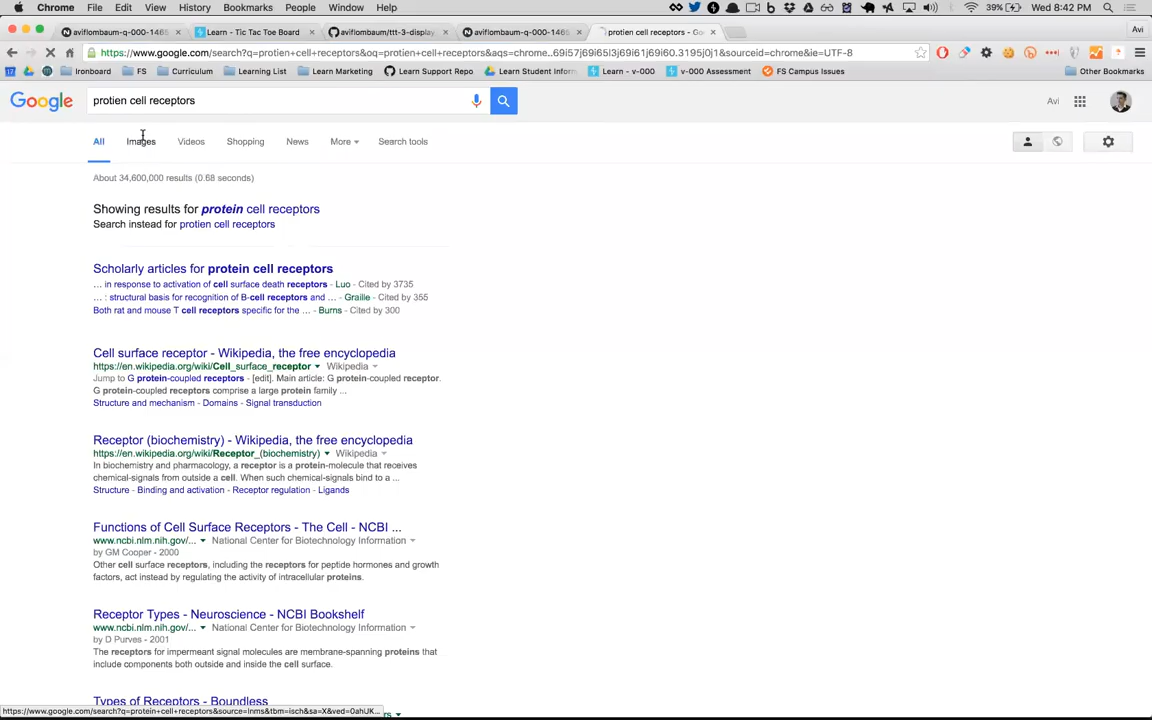 Chrome File Edit View History Bookmarks People Window Help 39% Wed 8:42 PM
aviflombaum-q-000-1465 Learn - Tic Tac Toe Board aviflombaum/ttt-3-display aviflombaum-q-000-1465 protien cell receptors - Go Avi
https://www.google.com/search?q=protien+cell+receptors&oq=protien+cell+receptors&aqs=chrome..69i57j69i65l3j69i61j69i60.3195j0j1&sourceid=chrome&ie=UTF-8
17 Ironboard FS Curriculum Learning List Learn Marketing Learn Support Repo Learn Student Inform Learn - v-000 v-000 Assessment FS Campus Issues Other Bookmarks
Google protien cell receptors Avi
All Images Videos Shopping News More Search tools
About 34,600,000 results (0.68 seconds)
Showing results for protein cell receptors
Search instead for protien cell receptors
Scholarly articles for protein cell receptors
... in response to activation of cell surface death receptors - Luo - Cited by 3735
... : structural basis for recognition of B-cell receptors and ... - Graille - Cited by 355
Both rat and mouse T cell receptors specific for the ... - Burns - Cited by 300
Cell surface receptor - Wikipedia, the free encyclopedia
https://en.wikipedia.org/wiki/Cell_surface_receptor Wikipedia
Jump to G protein-coupled receptors - [edit]. Main article: G protein-coupled receptor.
G protein-coupled receptors comprise a large protein family ...
Structure and mechanism - Domains - Signal transduction
Receptor (biochemistry) - Wikipedia, the free encyclopedia
https://en.wikipedia.org/wiki/Receptor_(biochemistry) Wikipedia
In biochemistry and pharmacology, a receptor is a protein-molecule that receives
chemical-signals from outside a cell. When such chemical-signals bind to a ...
Structure - Binding and activation - Receptor regulation - Ligands
Functions of Cell Surface Receptors - The Cell - NCBI ...
www.ncbi.nlm.nih.gov/... National Center for Biotechnology Information
by GM Cooper - 2000
Other cell surface receptors, including the receptors for peptide hormones and growth
factors, act instead by regulating the activity of intracellular proteins.
Receptor Types - Neuroscience - NCBI Bookshelf
www.ncbi.nlm.nih.gov/... National Center for Biotechnology Information
by D Purves - 2001
The receptors for impermeant signal molecules are membrane-spanning proteins that
include components both outside and inside the cell surface.
Types of Receptors - Boundless
https://www.google.com/search?q=protein+cell+receptors&source=lnms&tbm=isch&sa=X&ved=0ahUK... rs